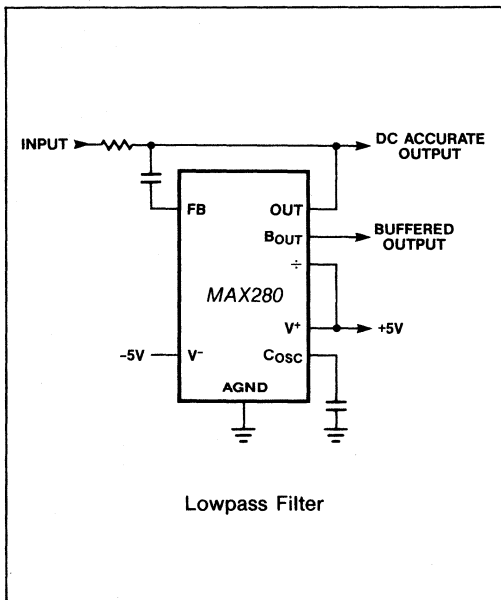 INPUT
DC ACCURATE
OUTPUT
FB
OUT
BOUT
BUFFERED
OUTPUT
÷
MAX280
V+
+5V
-5V
V-
COSC
AGND
Lowpass Filter